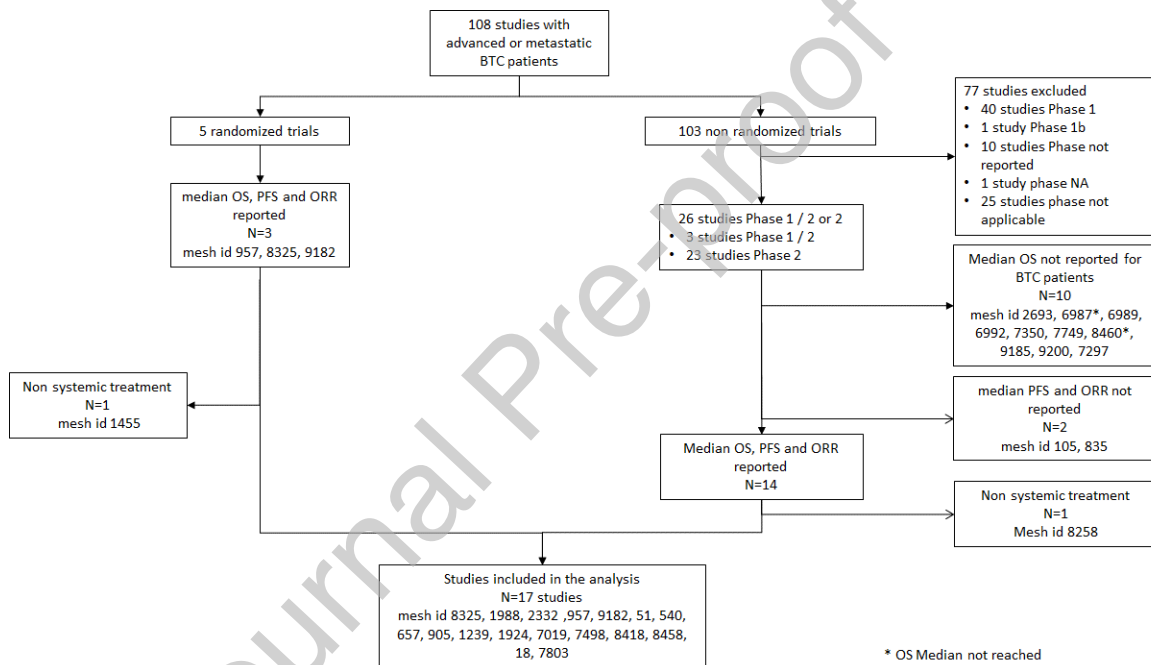 108 studies with
advanced or metastatic
BTC patients
5 randomized trials
103 non randomized trials
77 studies excluded
• 40 studies Phase 1
• 1 study Phase 1b
• 10 studies Phase not
reported
• 1 study phase NA
• 25 studies phase not
applicable
median OS, PFS and ORR
reported
N=3
mesh id 957, 8325, 9182
26 studies Phase 1 / 2 or 2
• 3 studies Phase 1 / 2
• 23 studies Phase 2
Median OS not reported for
BTC patients
N=10
mesh id 2693, 6987*, 6989,
6992, 7350, 7749, 8460*,
9185, 9200, 7297
Non systemic treatment
N=1
mesh id 1455
median PFS and ORR not
reported
N=2
mesh id 105, 835
Median OS, PFS and ORR
reported
N=14
Non systemic treatment
N=1
Mesh id 8258
Studies included in the analysis
N=17 studies
mesh id 8325, 1988, 2332 ,957, 9182, 51, 540,
657, 905, 1239, 1924, 7019, 7498, 8418, 8458,
18, 7803
* OS Median not reached
Journal Pre-proof